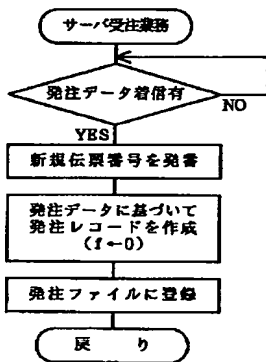 サーバ受注業務
発注データ着信有
NO
YES
新規伝票番号を発番
発注データに基づいて
発注レコードを作成
(f←0)
発注ファイルに登録
戻り